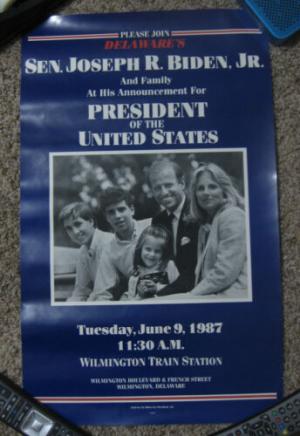 PLEASE JOIN
DELAWARE'S
SEN. JOSEPH R. BIDEN, JR.
And Family
At His Announcement For
PRESIDENT
OF THE
UNITED STATES
Tuesday, June 9, 1987
11:30 A.M.
WILMINGTON TRAIN STATION
WILMINGTON BOULEVARD & FRENCH STREET
WILMINGTON, DELAWARE